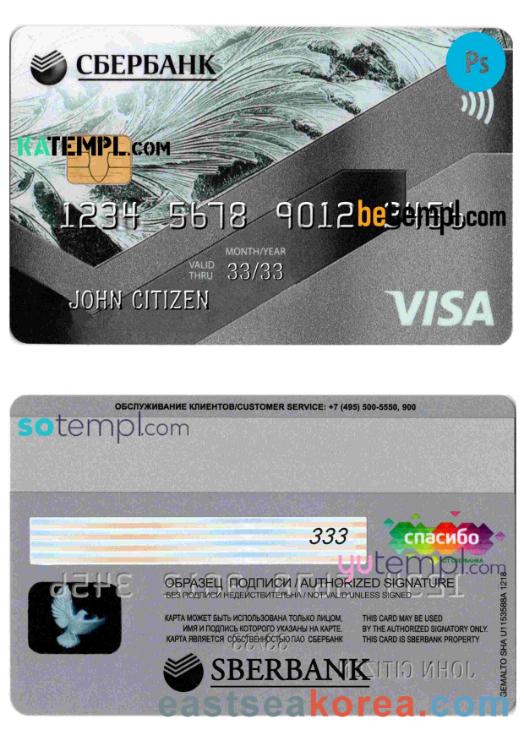 СБЕРБАНК
Ps
KATEMPL.COM
1234 5678 9012 3456
betempl.com
MONTH/YEAR
VALID
THRU 33/33
JOHN CITIZEN
VISA
ОБСЛУЖИВАНИЕ КЛИЕНТОВ/CUSTOMER SERVICE: +7 (495) 500-5550, 900
sotempl.com
333
спасибо
ОТ СБЕРБАНКА
yutempl.com
ОБРАЗЕЦ ПОДПИСИ / AUTHORIZED SIGNATURE
БЕЗ ПОДПИСИ НЕДЕЙСТВИТЕЛЬНА / NOT VALID UNLESS SIGNED
КАРТА МОЖЕТ БЫТЬ ИСПОЛЬЗОВАНА ТОЛЬКО ЛИЦОМ,
ИМЯ И ПОДПИСЬ КОТОРОГО УКАЗАНЫ НА КАРТЕ.
КАРТА ЯВЛЯЕТСЯ СОБСТВЕННОСТЬЮ ПАО СБЕРБАНК
THIS CARD MAY BE USED
BY THE AUTHORIZED SIGNATORY ONLY.
THIS CARD IS SBERBANK PROPERTY
GEMALTO SHA U1153588A 1218
SBERBANK
JOHN CITIZEN
eastseakorea.com